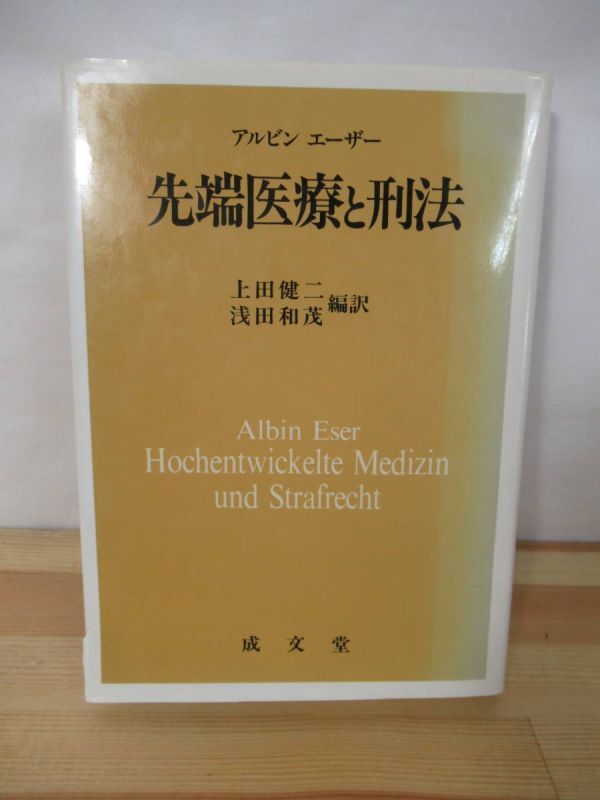 アルビン エーザー
先端医療と刑法
上田健二
浅田和茂 編訳
Albin Eser
Hochentwickelte Medizin
und Strafrecht
成文堂